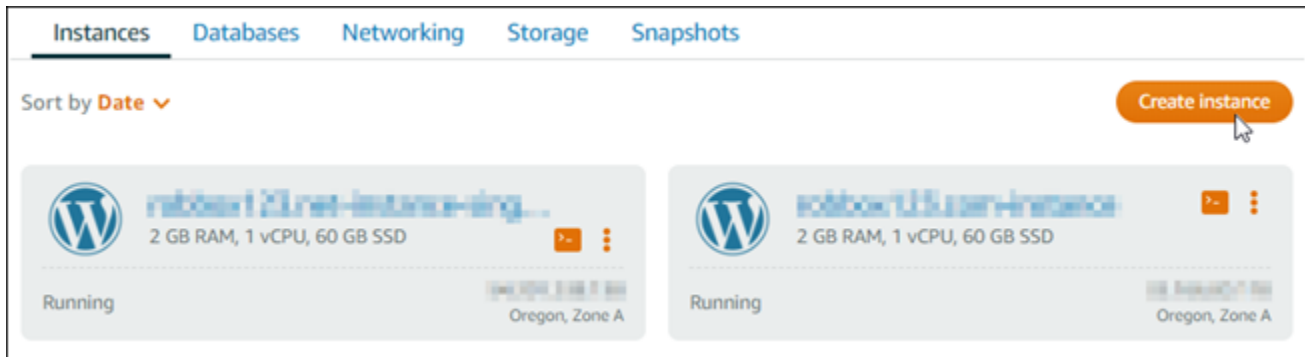 Instances Databases Networking Storage Snapshots
Sort by Date
Create instance
2 GB RAM, 1 vCPU, 60 GB SSD
Running
Oregon, Zone A
2 GB RAM, 1 vCPU, 60 GB SSD
Running
Oregon, Zone A